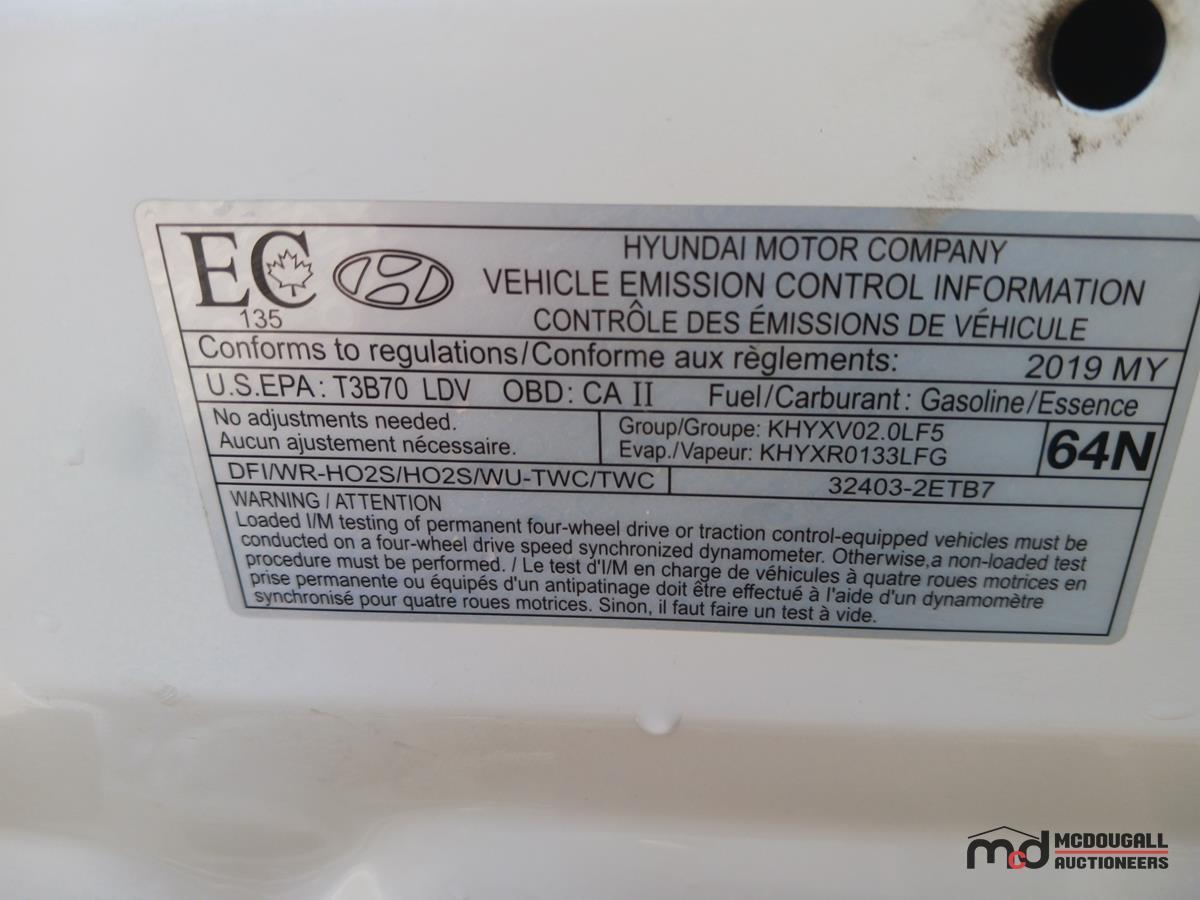 EC
135
HYUNDAI MOTOR COMPANY
VEHICLE EMISSION CONTROL INFORMATION
CONTRÔLE DES ÉMISSIONS DE VÉHICULE
Conforms to regulations/Conforme aux règlements: 2019 MY
U.S.EPA: T3B70 LDV OBD: CA II Fuel/Carburant: Gasoline/Essence
No adjustments needed.
Aucun ajustement nécessaire.
Group/Groupe: KHYXV02.0LF5
Evap./Vapeur: KHYXR0133LFG
64N
DFI/WR-HO2S/HO2S/WU-TWC/TWC
32403-2ETB7
WARNING / ATTENTION
Loaded I/M testing of permanent four-wheel drive or traction control-equipped vehicles must be
conducted on a four-wheel drive speed synchronized dynamometer. Otherwise,a non-loaded test
procedure must be performed. / Le test d'I/M en charge de véhicules à quatre roues motrices en
prise permanente ou équipés d'un antipatinage doit être effectué à l'aide d'un dynamomètre
synchronisé pour quatre roues motrices. Sinon, il faut faire un test à vide.
mcd MCDOUGALL
AUCTIONEERS